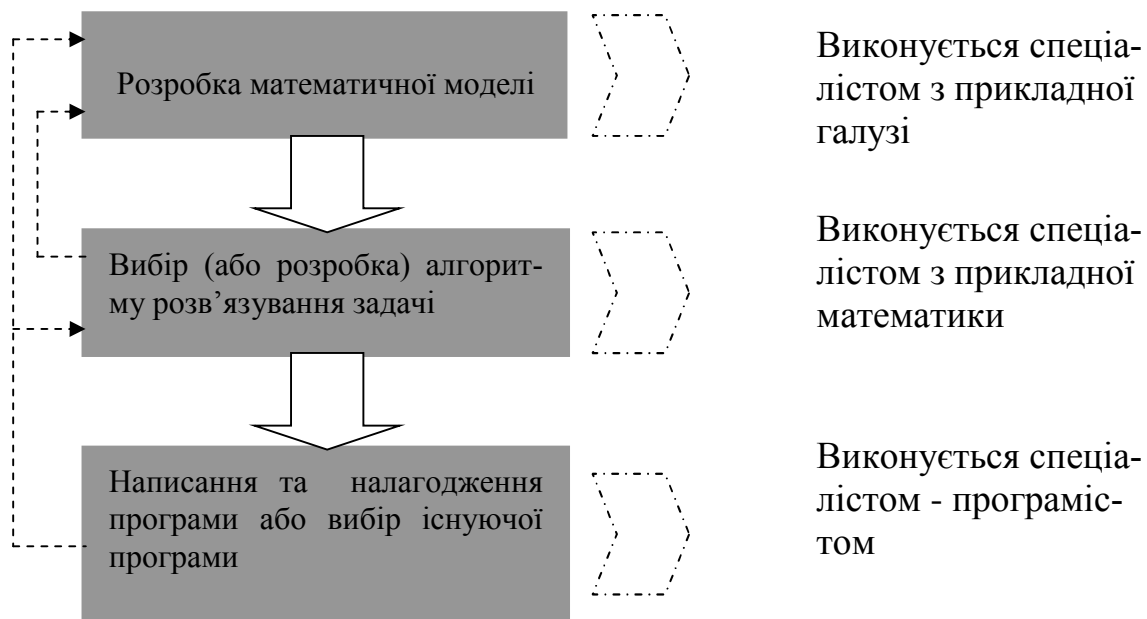 Розробка математичної моделі
Виконується спеціа-
лістом з прикладної
галузі
Вибір (або розробка) алгорит-
му розв’язування задачі
Виконується спеціа-
лістом з прикладної
математики
Написання та налагодження
програми або вибір існуючої
програми
Виконується спеціа-
лістом - програміс-
том